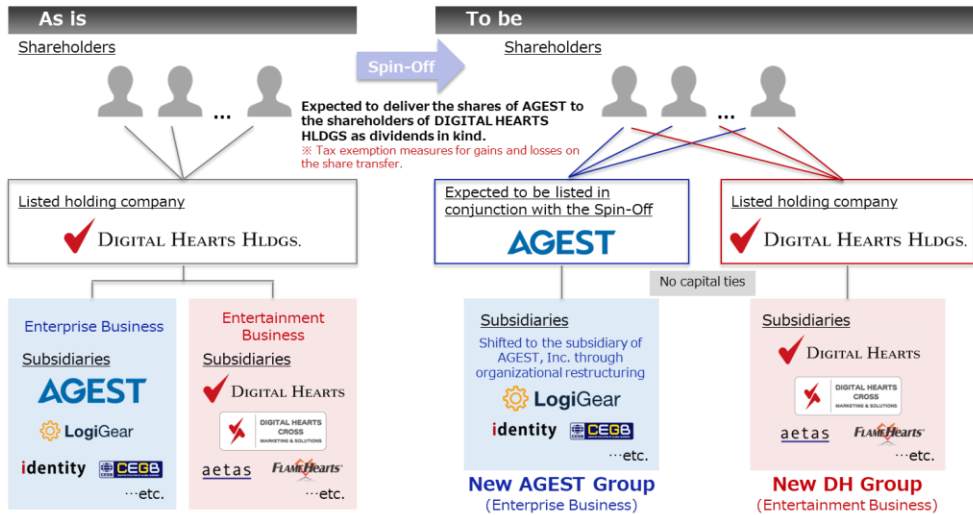 As is
Shareholders
...
Listed holding company
DIGITAL HEARTS HLDGS.
Enterprise Business
Subsidiaries
AGEST
LogiGear
identity
CEGB
…etc.
Entertainment
Business
Subsidiaries
DIGITAL HEARTS
DIGITAL HEARTS
CROSS
MARKETING & SOLUTIONS
aetas
FLAMEHearts
…etc.
Spin-Off
Expected to deliver the shares of AGEST to
the shareholders of DIGITAL HEARTS
HLDGS as dividends in kind.
※ Tax exemption measures for gains and losses on
the share transfer.
To be
Shareholders
...
Expected to be listed in
conjunction with the Spin-Off
AGEST
Listed holding company
DIGITAL HEARTS HLDGS.
No capital ties
Subsidiaries
Shifted to the subsidiary of
AGEST, Inc. through
organizational restructuring
LogiGear
identity
CEGB
…etc.
New AGEST Group
(Enterprise Business)
Subsidiaries
DIGITAL HEARTS
DIGITAL HEARTS
CROSS
MARKETING & SOLUTIONS
aetas
FLAMEHearts
…etc.
New DH Group
(Entertainment Business)